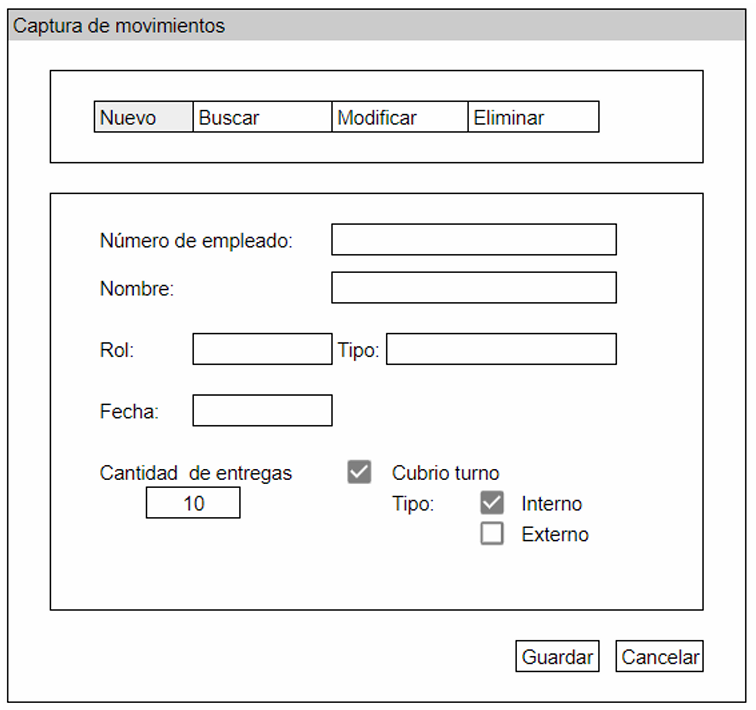 Captura de movimientos
Nuevo Buscar Modificar Eliminar
Número de empleado:
Nombre:
Rol: Tipo:
Fecha:
Cantidad de entregas Cubrio turno
10 Tipo: Interno
Externo
Guardar Cancelar